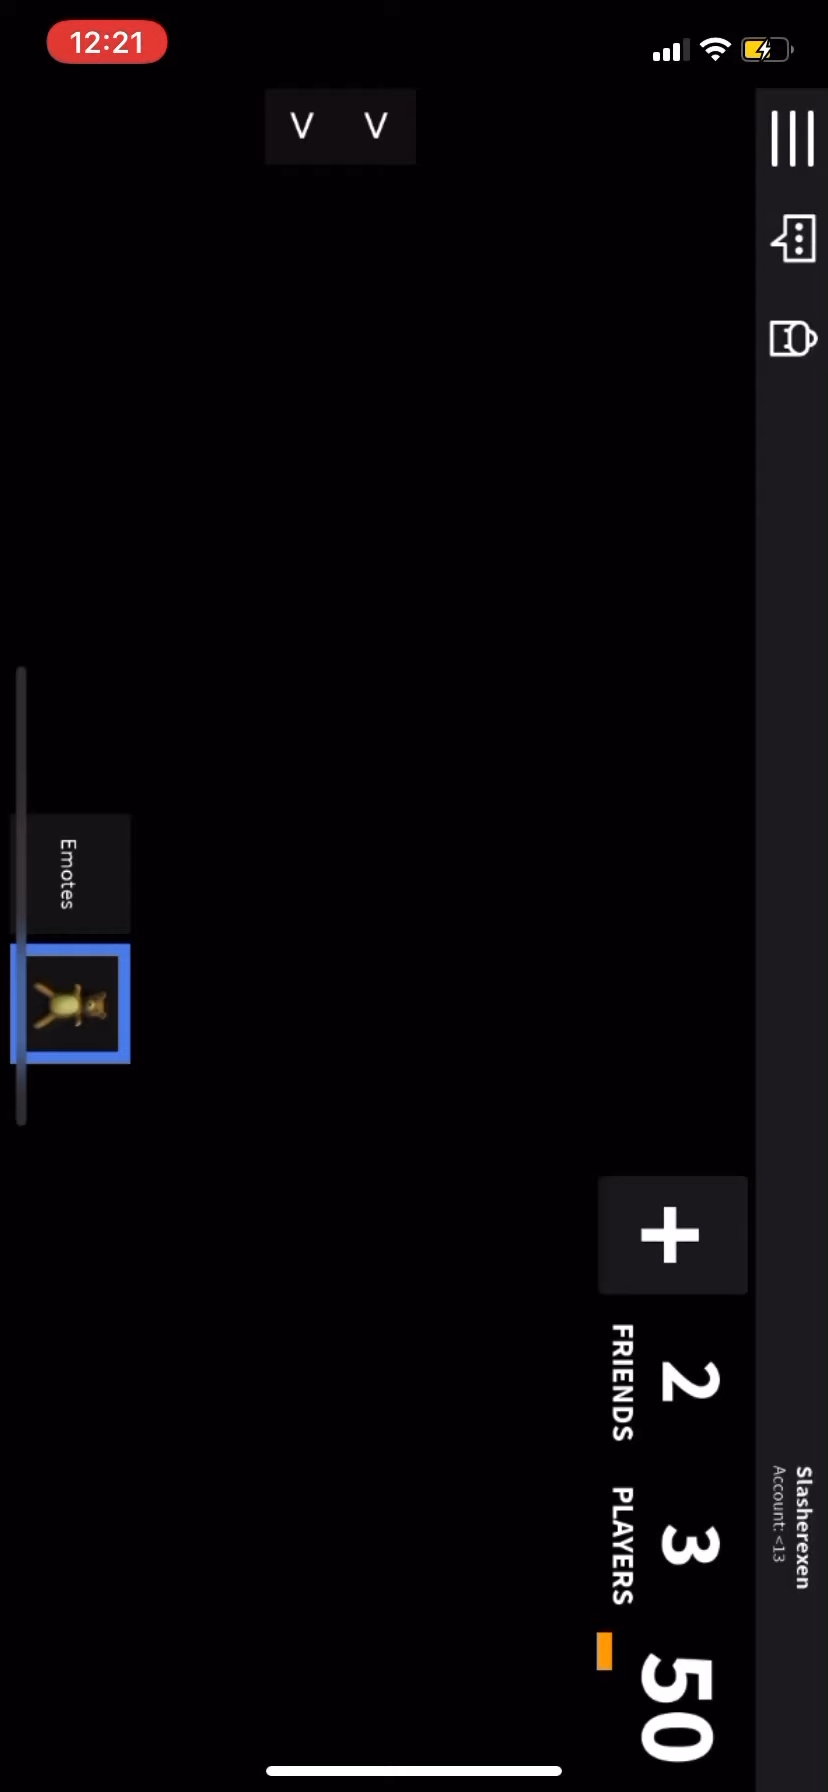 12:21
Slasherexen
Account: <13
2
FRIENDS
3
PLAYERS
50
+
V
V
Emotes